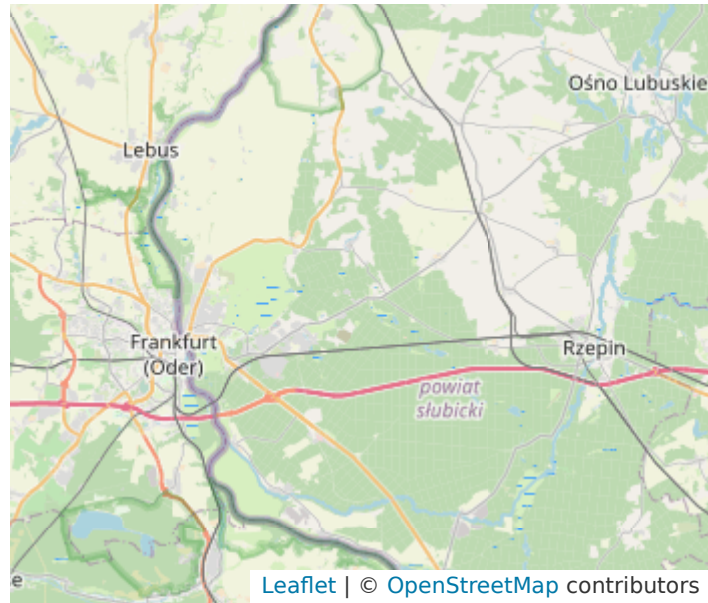 Ośno Lubuskie
Lebus
Frankfurt
(Oder)
Rzepin
powiat
słubicki
e
Leaflet | © OpenStreetMap contributors